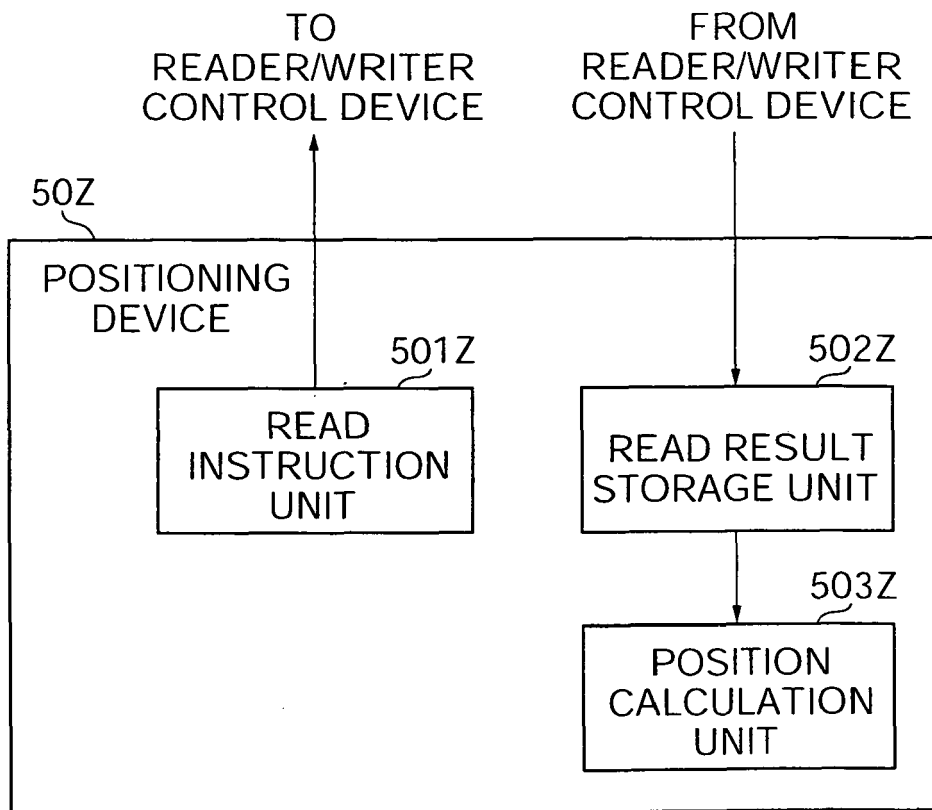 TO
READER/WRITER
CONTROL DEVICE
FROM
READER/WRITER
CONTROL DEVICE
50Z
POSITIONING
DEVICE
501Z
READ
INSTRUCTION
UNIT
502Z
READ RESULT
STORAGE UNIT
503Z
POSITION
CALCULATION
UNIT